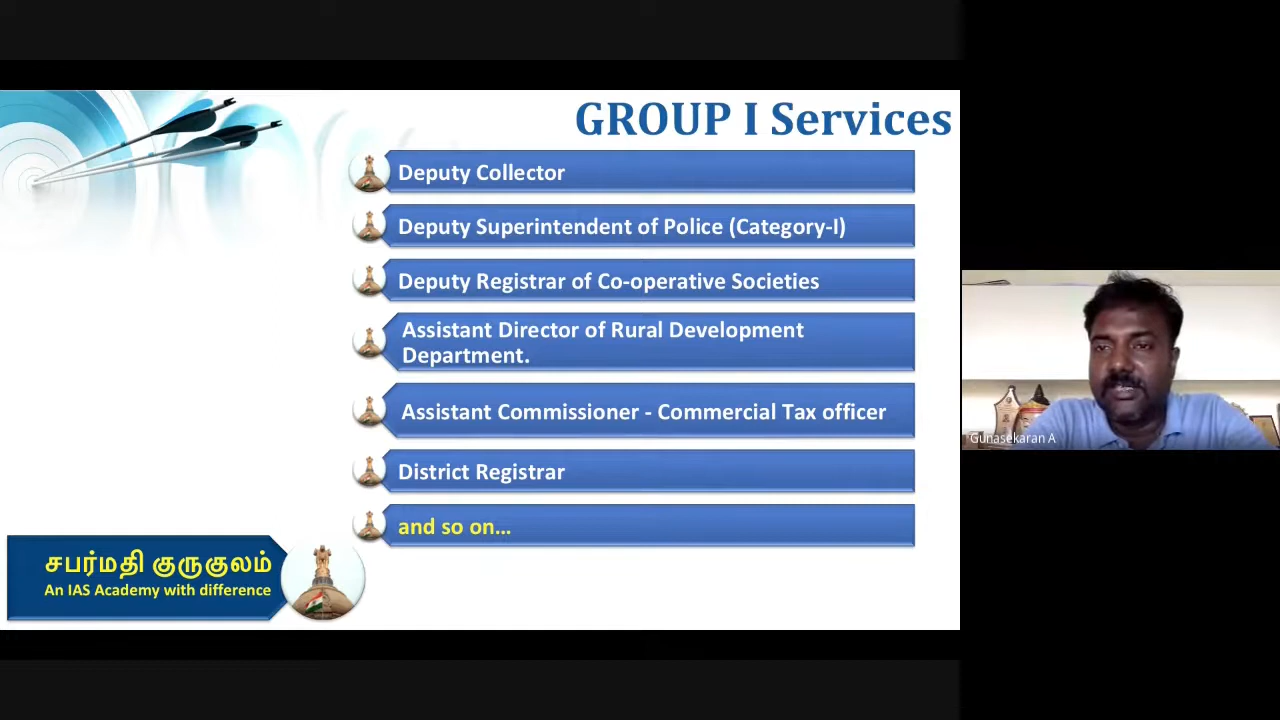 GROUP I Services
Deputy Collector
Deputy Superintendent of Police (Category-I)
Deputy Registrar of Co-operative Societies
Assistant Director of Rural Development
Department.
Assistant Commissioner - Commercial Tax officer
District Registrar
and so on...
சபர்மதி குருகுலம்
An IAS Academy with difference
Gunasekaran A